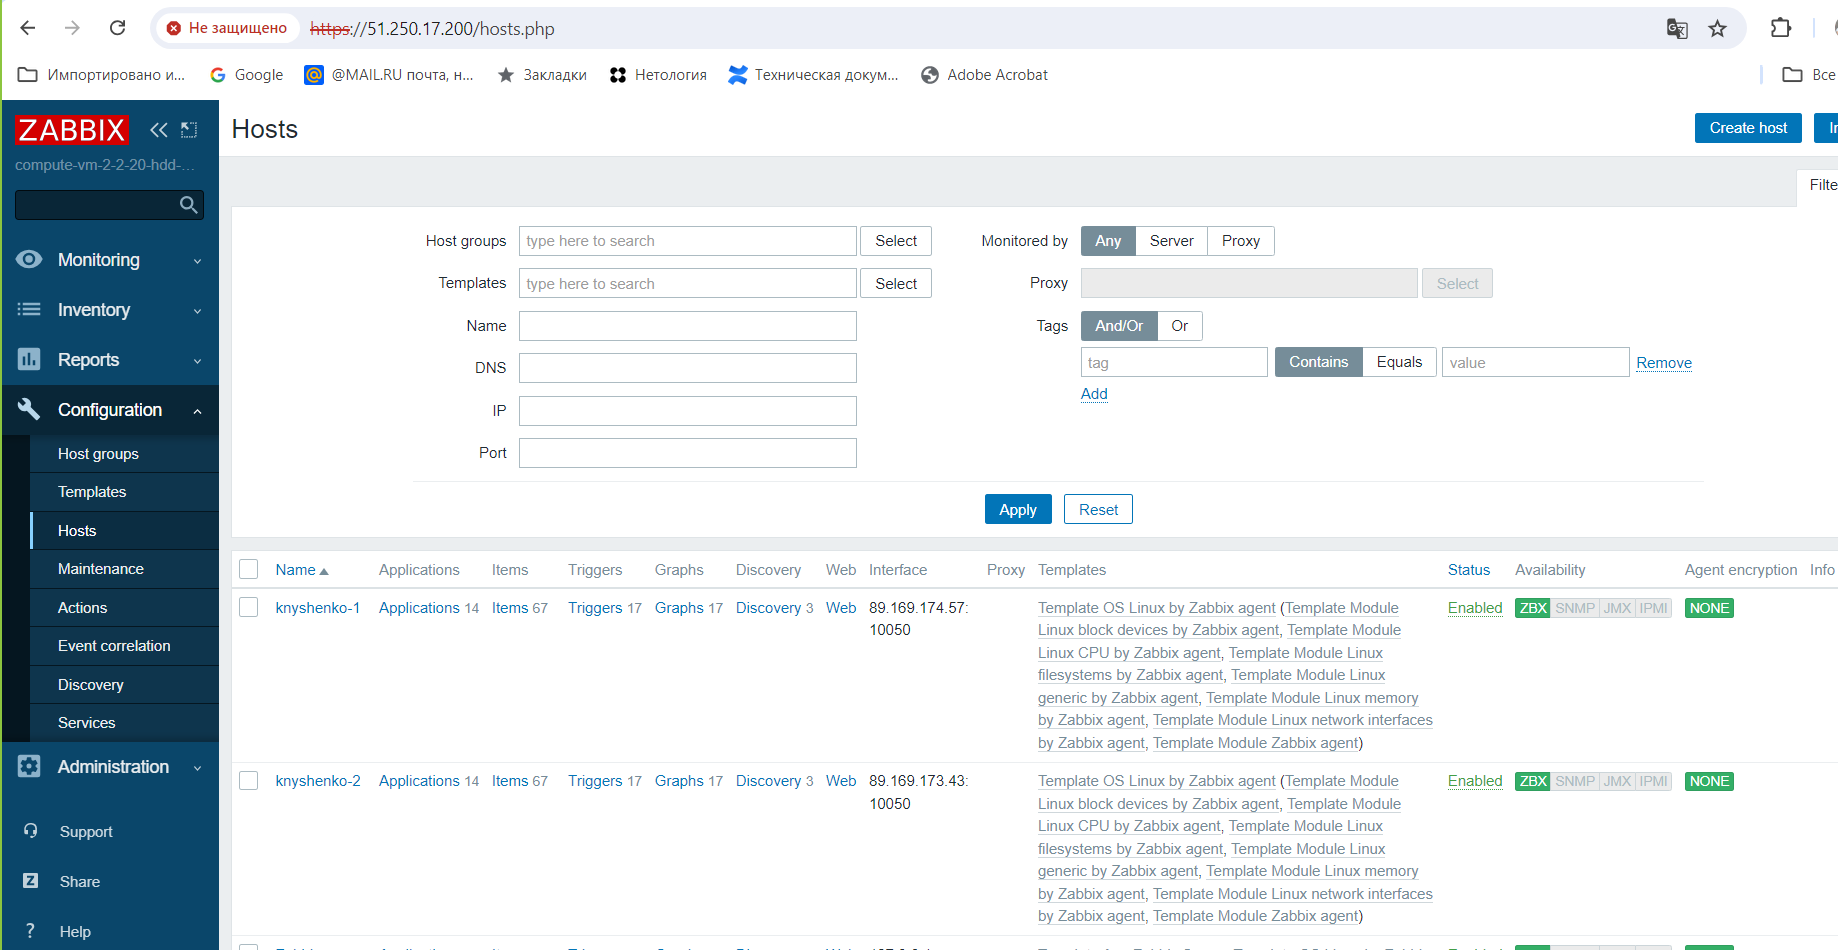 Не защищено https://51.250.17.200/hosts.php
Импортировано и... Google @MAIL.RU почта, н... Закладки Нетология Техническая докум... Adobe Acrobat Все
ZABBIX
compute-vm-2-2-20-hdd-...
Monitoring
Inventory
Reports
Configuration
Host groups
Templates
Hosts
Maintenance
Actions
Event correlation
Discovery
Services
Administration
Support
Share
Help
Hosts Create host
Filte
Host groups type here to search Select Monitored by Any Server Proxy
Templates type here to search Select Proxy Select
Name Tags And/Or Or
DNS tag Contains Equals value Remove
Add
IP
Port
Apply Reset
Name Applications Items Triggers Graphs Discovery Web Interface Proxy Templates Status Availability Agent encryption Info
knyshenko-1 Applications 14 Items 67 Triggers 17 Graphs 17 Discovery 3 Web 89.169.174.57: Template OS Linux by Zabbix agent (Template Module Enabled ZBX SNMP JMX IPMI NONE
10050 Linux block devices by Zabbix agent, Template Module
Linux CPU by Zabbix agent, Template Module Linux
filesystems by Zabbix agent, Template Module Linux
generic by Zabbix agent, Template Module Linux memory
by Zabbix agent, Template Module Linux network interfaces
by Zabbix agent, Template Module Zabbix agent)
knyshenko-2 Applications 14 Items 67 Triggers 17 Graphs 17 Discovery 3 Web 89.169.173.43: Template OS Linux by Zabbix agent (Template Module Enabled ZBX SNMP JMX IPMI NONE
10050 Linux block devices by Zabbix agent, Template Module
Linux CPU by Zabbix agent, Template Module Linux
filesystems by Zabbix agent, Template Module Linux
generic by Zabbix agent, Template Module Linux memory
by Zabbix agent, Template Module Linux network interfaces
by Zabbix agent, Template Module Zabbix agent)